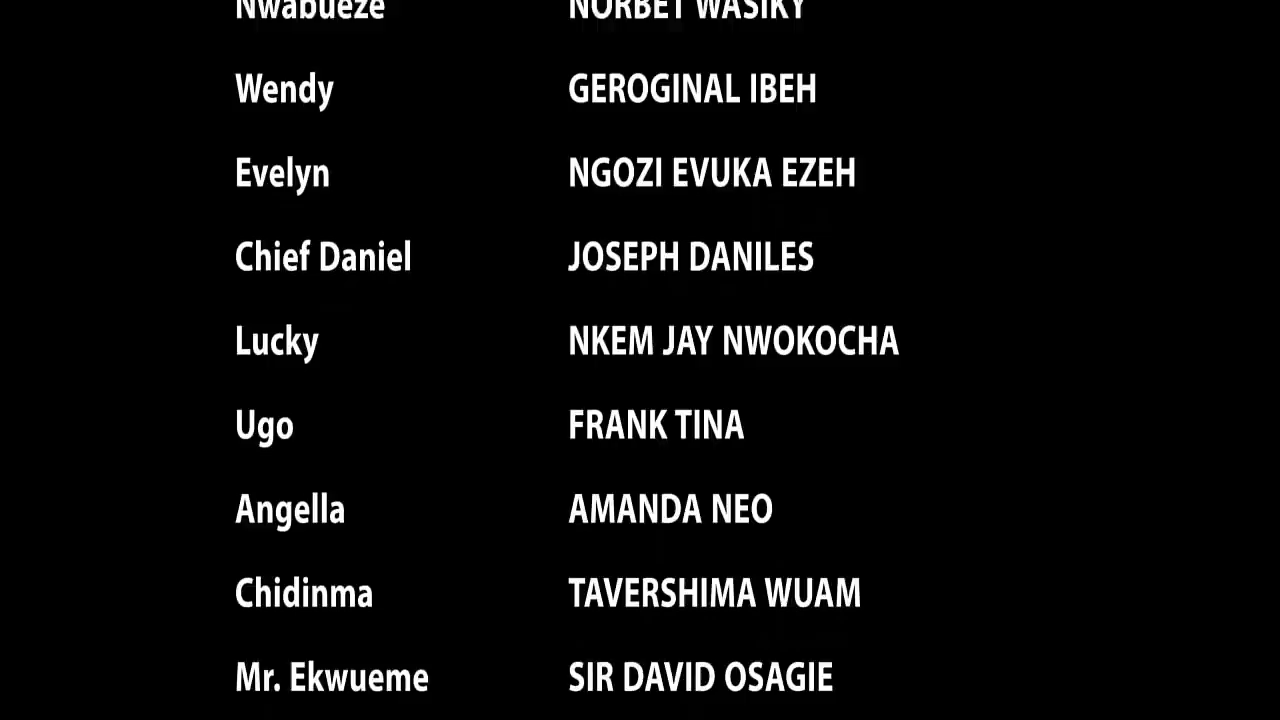 Nwabueze NORBET WASIKY
Wendy GEROGINAL IBEH
Evelyn NGOZI EVUKA EZEH
Chief Daniel JOSEPH DANILES
Lucky NKEM JAY NWOKOCHA
Ugo FRANK TINA
Angella AMANDA NEO
Chidinma TAVERSHIMA WUAM
Mr. Ekwueme SIR DAVID OSAGIE